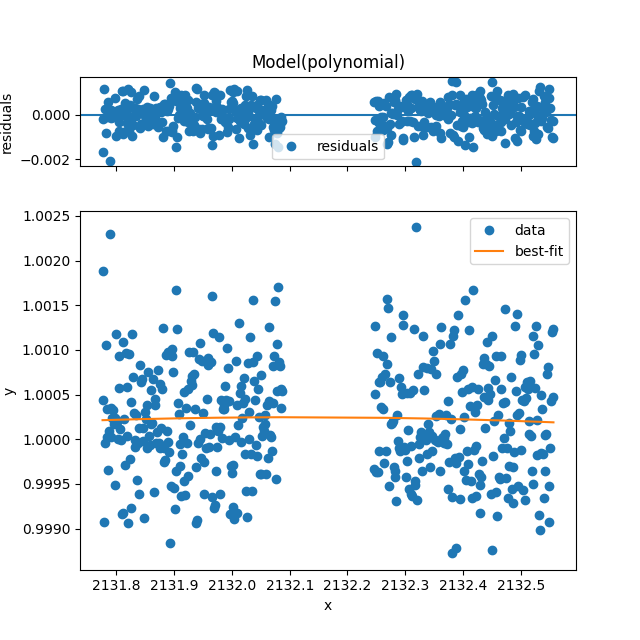 Model(polynomial)
residuals
0.000
−0.002
residuals
1.0025
1.0020
1.0015
1.0010
1.0005
1.0000
0.9995
0.9990
y
data
best-fit
2131.8 2131.9 2132.0 2132.1 2132.2 2132.3 2132.4 2132.5
x